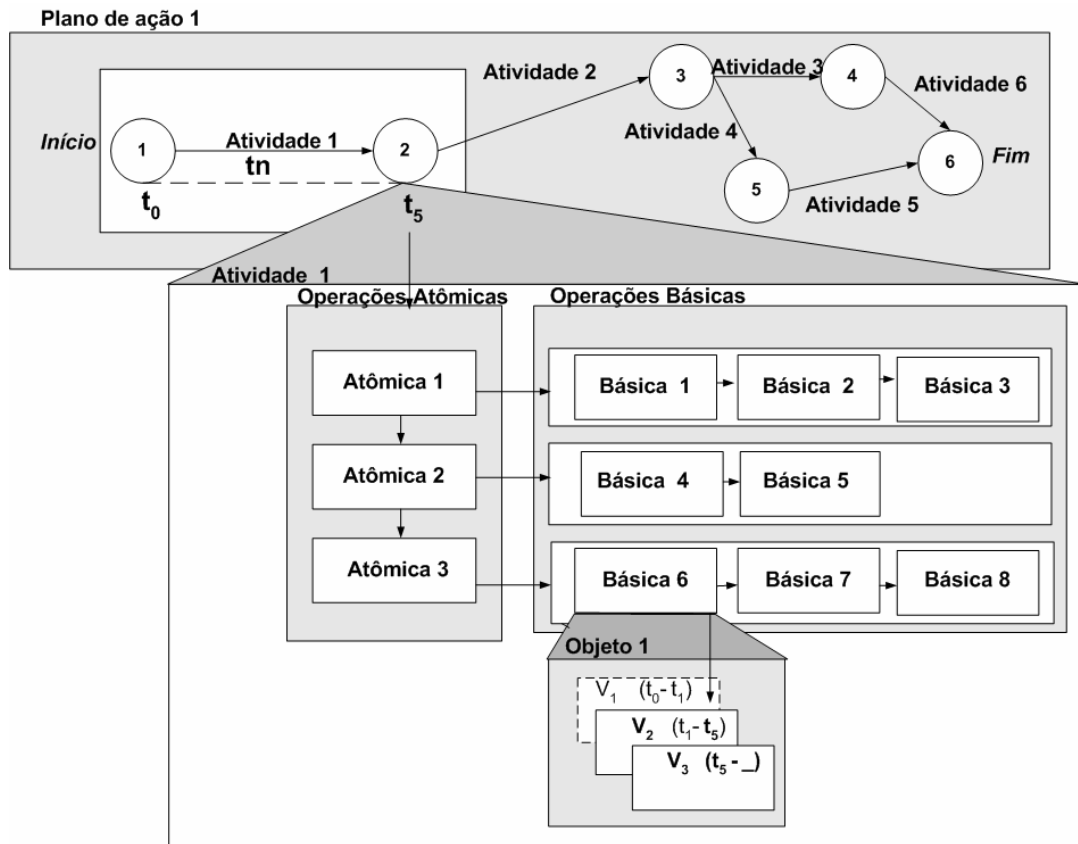 Plano de ação 1
Atividade 2
3
Atividade 3
4
Atividade 6
Início
1
Atividade 1
tn
2
Atividade 4
6
Fim
5
Atividade 5
t0
t5
Atividade 1
Operações Atômicas
Operações Básicas
Atômica 1
Básica 1
Básica 2
Básica 3
Atômica 2
Básica 4
Básica 5
Atômica 3
Básica 6
Básica 7
Básica 8
Objeto 1
V1 (t0- t1)
V2 (t1- t5)
V3 (t5 - _)